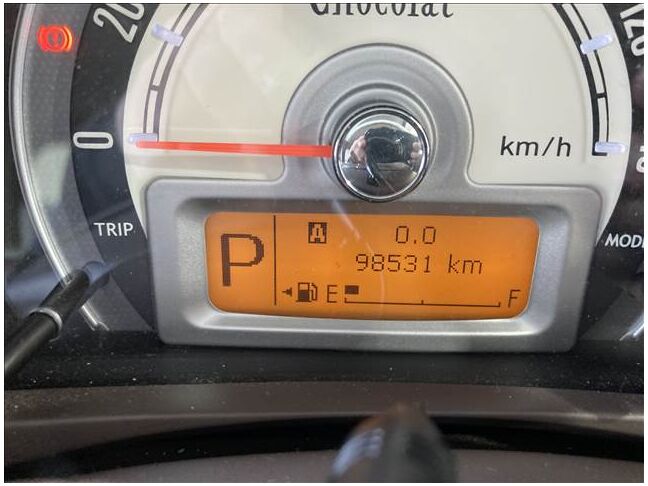 Chocolat
20
120
0
km/h
TRIP
MODE
P
A 0.0
98531 km
E F